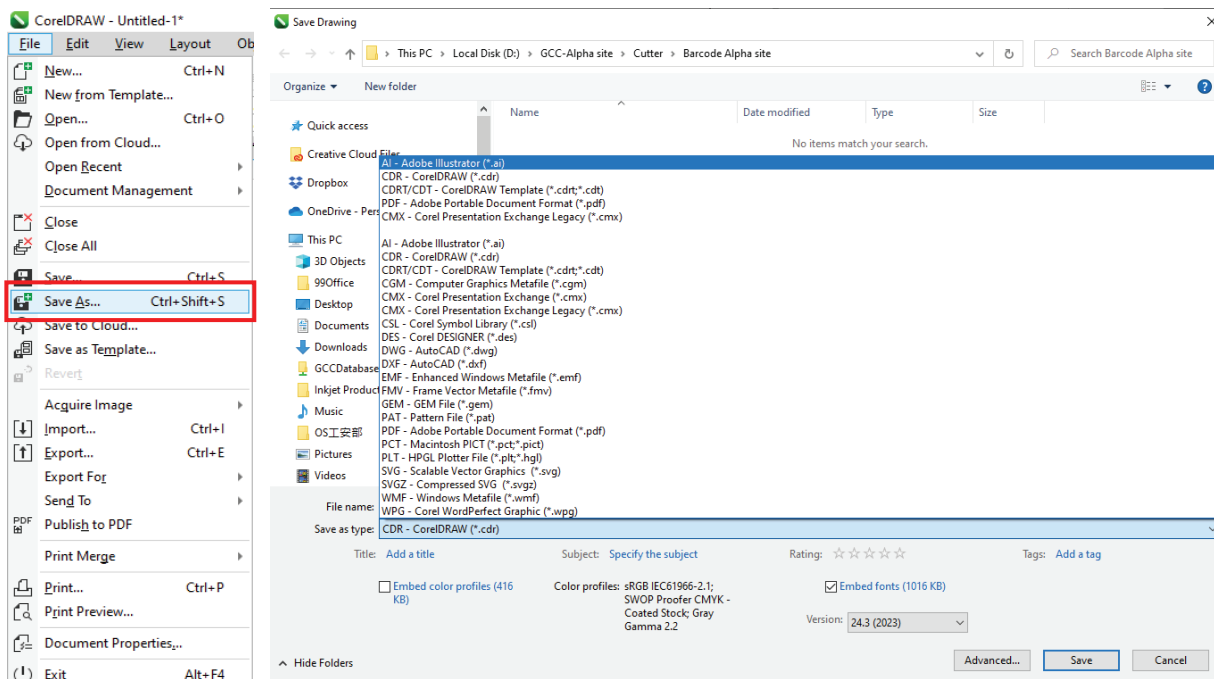 CorelDRAW - Untitled-1*
File Edit View Layout Ob
New... Ctrl+N
New from Template...
Open... Ctrl+O
Open from Cloud...
Open Recent
Document Management
Close
Close All
Save... Ctrl+S
Save As... Ctrl+Shift+S
Save to Cloud...
Save as Template...
Revert
Acquire Image
Import... Ctrl+I
Export... Ctrl+E
Export For
Send To
PDF Publish to PDF
Print Merge
Print... Ctrl+P
Print Preview...
Document Properties...
Exit Alt+F4
Save Drawing
This PC > Local Disk (D:) > GCC-Alpha site > Cutter > Barcode Alpha site
Search Barcode Alpha site
Organize New folder
Name Date modified Type Size
No items match your search.
Quick access
Creative Cloud Files
Dropbox
OneDrive - Pers
This PC
3D Objects
99Office
Desktop
Documents
Downloads
GCCDatabase
Inkjet Product
Music
OS工安部
Pictures
Videos
AI - Adobe Illustrator (*.ai)
CDR - CorelDRAW (*.cdr)
CDRT/CDT - CorelDRAW Template (*.cdrt;*.cdt)
PDF - Adobe Portable Document Format (*.pdf)
CMX - Corel Presentation Exchange Legacy (*.cmx)
AI - Adobe Illustrator (*.ai)
CDR - CorelDRAW (*.cdr)
CDRT/CDT - CorelDRAW Template (*.cdrt;*.cdt)
CGM - Computer Graphics Metafile (*.cgm)
CMX - Corel Presentation Exchange (*.cmx)
CMX - Corel Presentation Exchange Legacy (*.cmx)
CSL - Corel Symbol Library (*.csl)
DES - Corel DESIGNER (*.des)
DWG - AutoCAD (*.dwg)
DXF - AutoCAD (*.dxf)
EMF - Enhanced Windows Metafile (*.emf)
FMV - Frame Vector Metafile (*.fmv)
GEM - GEM File (*.gem)
PAT - Pattern File (*.pat)
PDF - Adobe Portable Document Format (*.pdf)
PCT - Macintosh PICT (*.pct;*.pict)
PLT - HPGL Plotter File (*.plt;*.hgl)
SVG - Scalable Vector Graphics (*.svg)
SVGZ - Compressed SVG (*.svgz)
WMF - Windows Metafile (*.wmf)
WPG - Corel WordPerfect Graphic (*.wpg)
File name:
Save as type: CDR - CorelDRAW (*.cdr)
Title: Add a title Subject: Specify the subject Rating: ☆☆☆☆☆ Tags: Add a tag
Embed color profiles (416
KB)
Color profiles: sRGB IEC61966-2.1;
SWOP Proofer CMYK -
Coated Stock; Gray
Gamma 2.2
Embed fonts (1016 KB)
Version: 24.3 (2023)
Hide Folders
Advanced... Save Cancel